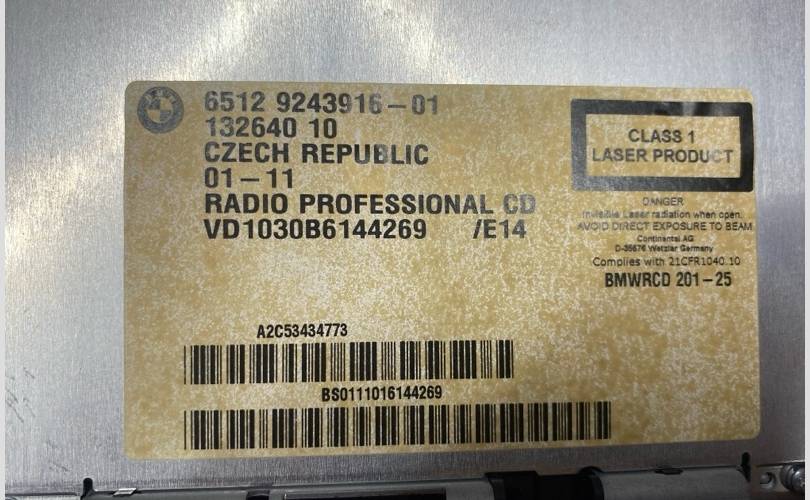 6512 9243916-01
132640 10
CZECH REPUBLIC
01-11
RADIO PROFESSIONAL CD
VD1030B6144269 /E14
CLASS 1
LASER PRODUCT
DANGER
Invisible Laser radiation when open.
AVOID DIRECT EXPOSURE TO BEAM
Continental AG
D-35576 Wetzlar Germany
Complies with 21CFR1040.10
BMWRCD 201-25
A2C53434773
BS0111016144269